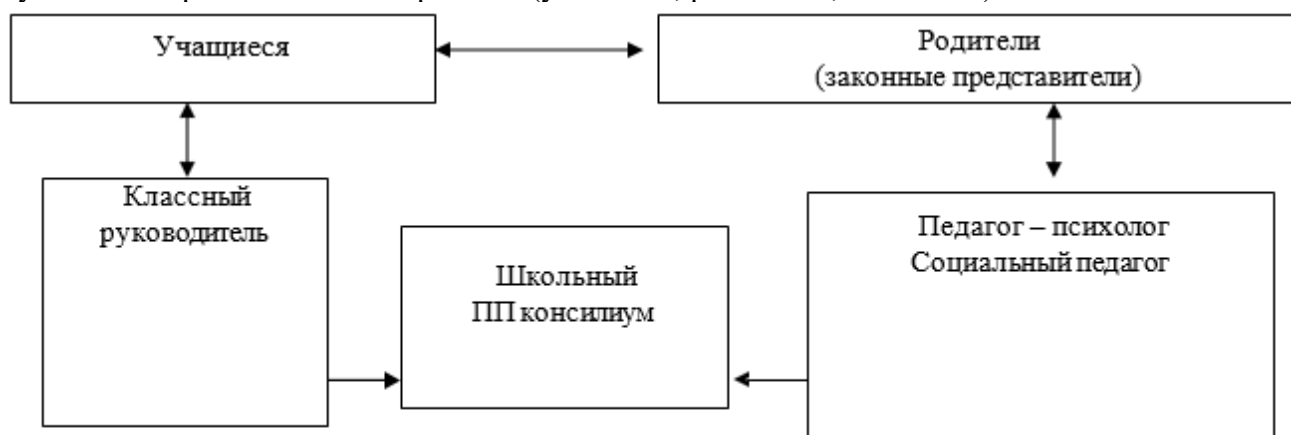 Учащиеся
Родители
(законные представители)
Классный
руководитель
Школьный
ПП консилиум
Педагог – психолог
Социальный педагог